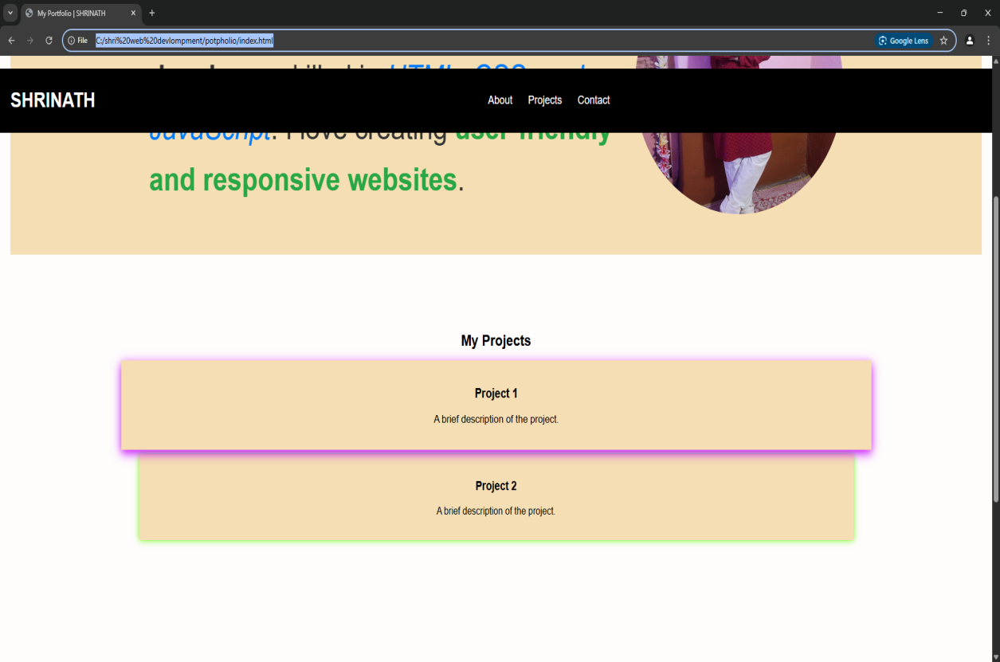 My Portfolio | SHRINATH
File C:/shri%20web%20devlompment/potpholio/index.html Google Lens
SHRINATH About Projects Contact
JavaScript. I love creating user-friendly
and responsive websites.
My Projects
Project 1
A brief description of the project.
Project 2
A brief description of the project.